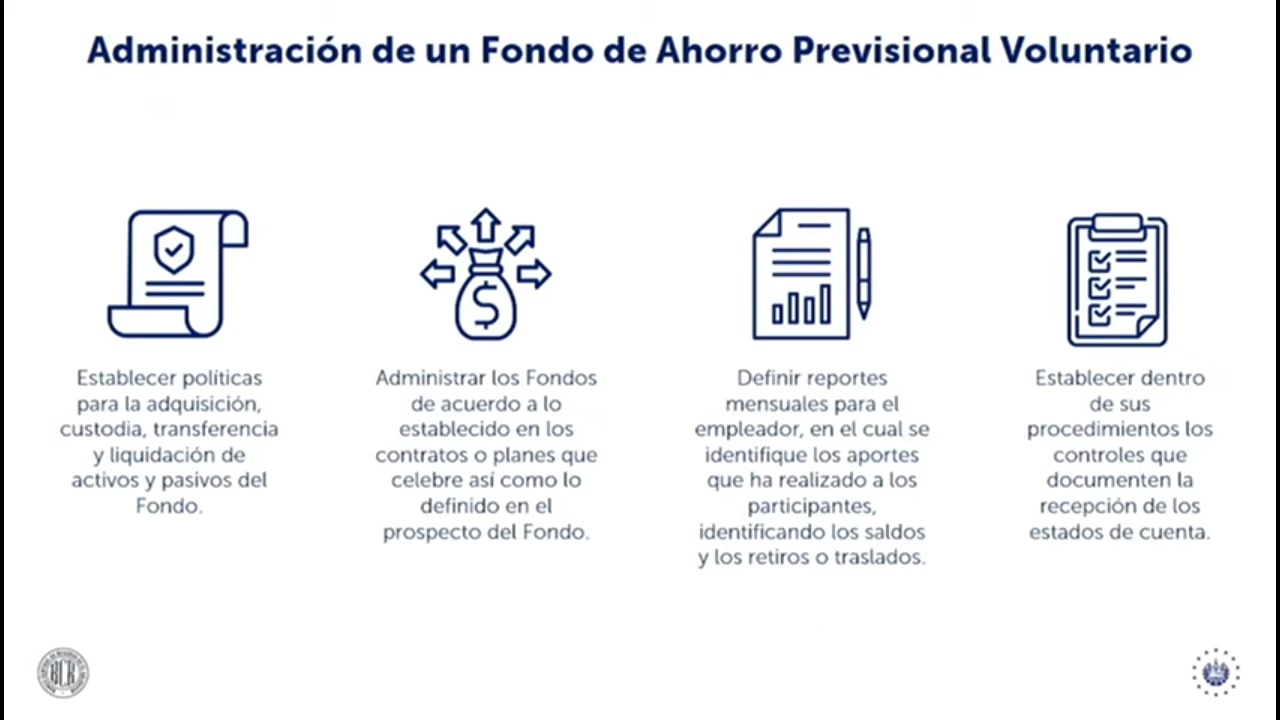 Administración de un Fondo de Ahorro Previsional Voluntario
Establecer políticas
para la adquisición,
custodia, transferencia
y liquidación de
activos y pasivos del
Fondo.
Administrar los Fondos
de acuerdo a lo
establecido en los
contratos o planes que
celebre así como lo
definido en el
prospecto del Fondo.
Definir reportes
mensuales para el
empleador, en el cual se
identifique los aportes
que ha realizado a los
participantes,
identificando los saldos
y los retiros o traslados.
Establecer dentro
de sus
procedimientos los
controles que
documenten la
recepción de los
estados de cuenta.
$
BCR